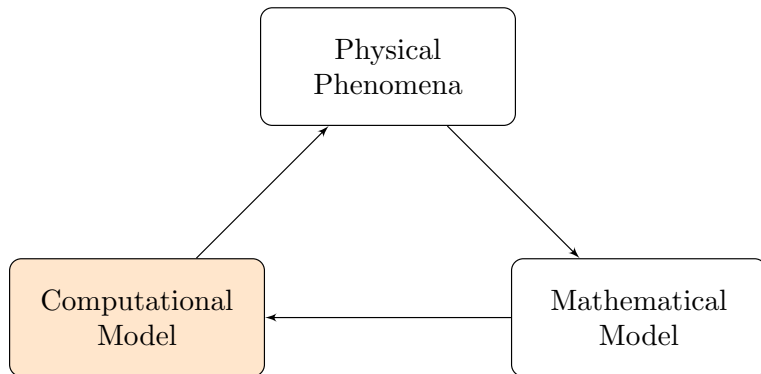 Physical
Phenomena
Computational
Model
Mathematical
Model